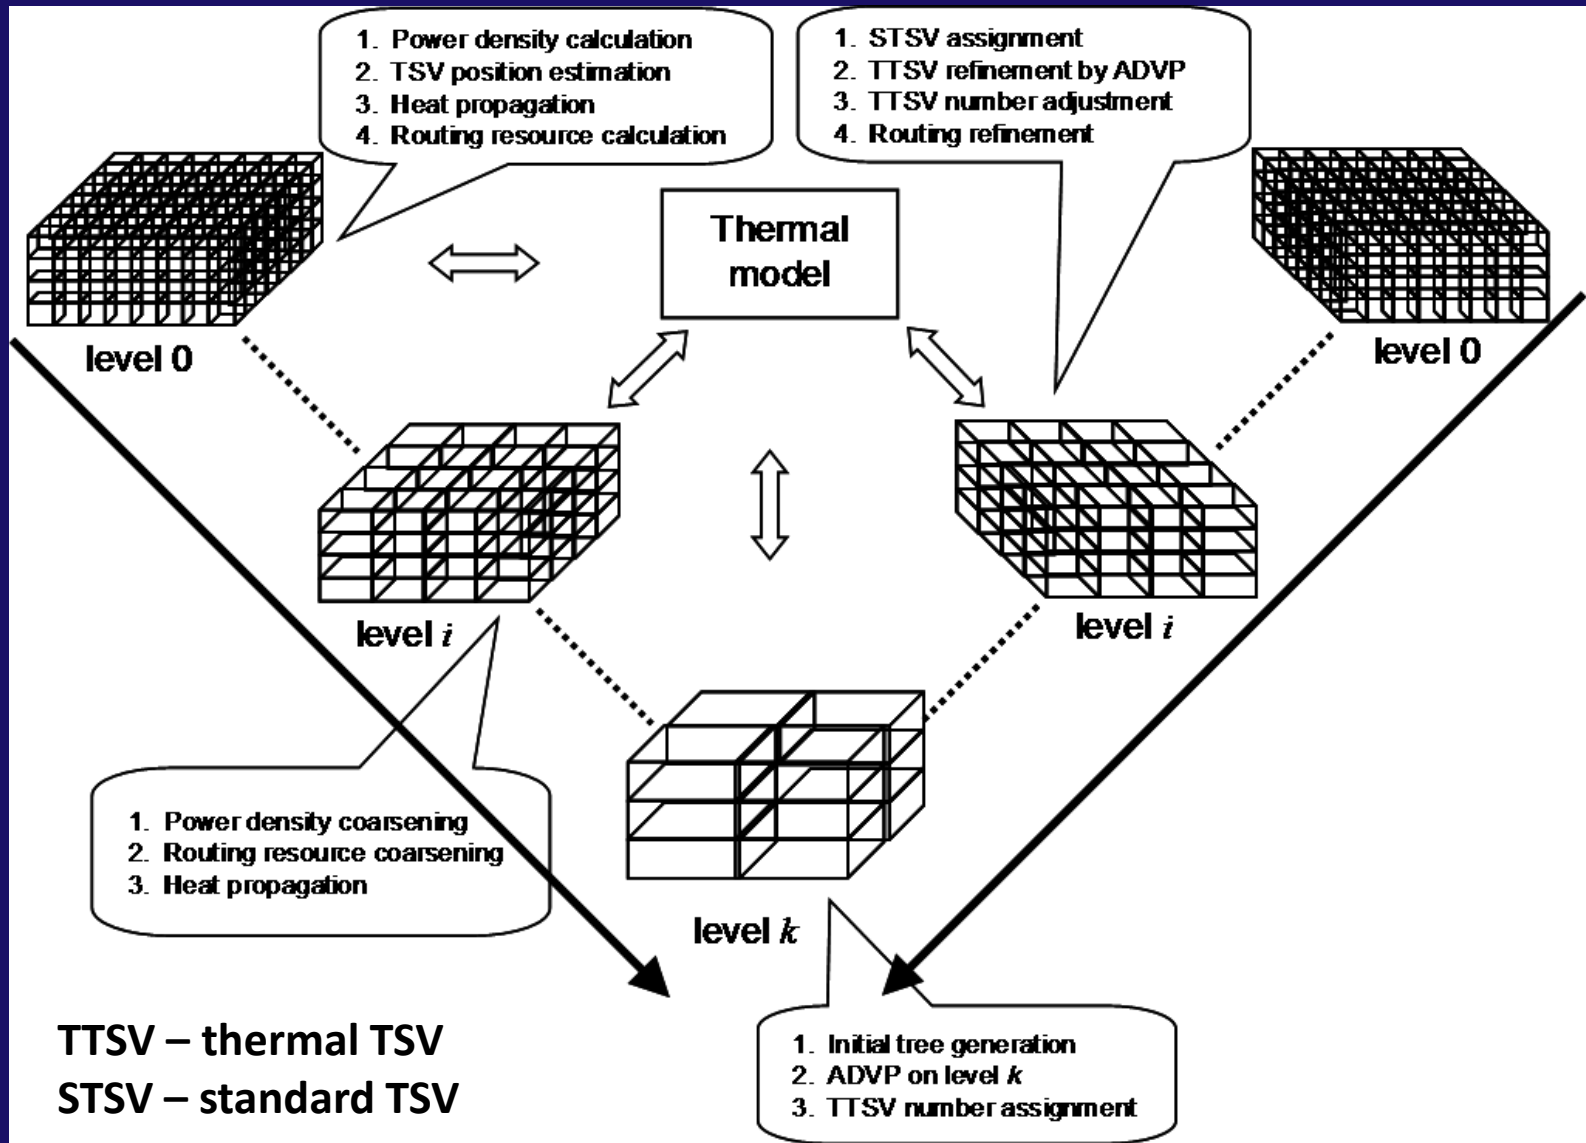 1. Power density calculation
2. TSV position estimation
3. Heat propagation
4. Routing resource calculation
1. STSV assignment
2. TTSV refinement by ADVP
3. TTSV number adjustment
4. Routing refinement
Thermal
model
level 0
level 0
level i
level i
1. Power density coarsening
2. Routing resource coarsening
3. Heat propagation
level k
1. Initial tree generation
2. ADVP on level k
3. TTSV number assignment
TTSV – thermal TSV
STSV – standard TSV